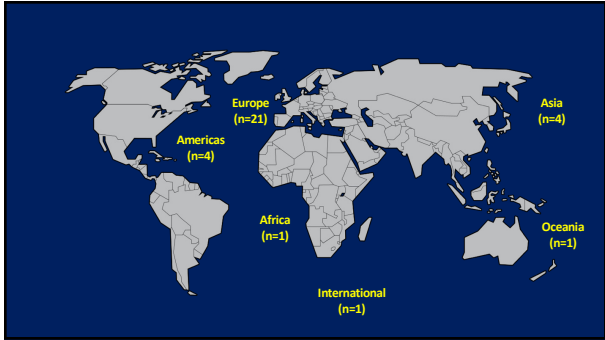 Europe
(n=21)
Asia
(n=4)
Americas
(n=4)
Africa
(n=1)
Oceania
(n=1)
International
(n=1)